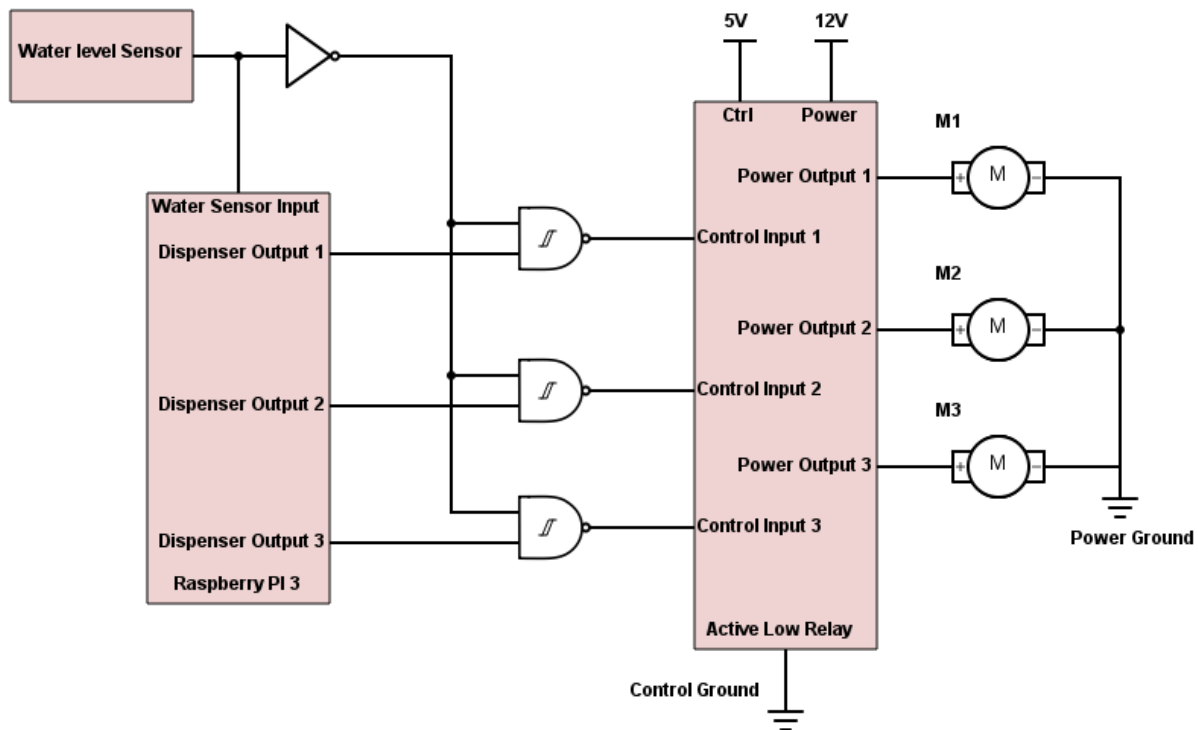 5V
12V
Water level Sensor
Ctrl
Power
M1
Power Output 1
+
M
-
Water Sensor Input
Control Input 1
Dispenser Output 1
M2
Power Output 2
+
M
-
Control Input 2
Dispenser Output 2
M3
Power Output 3
+
M
-
Control Input 3
Dispenser Output 3
Power Ground
Raspberry PI 3
Active Low Relay
Control Ground